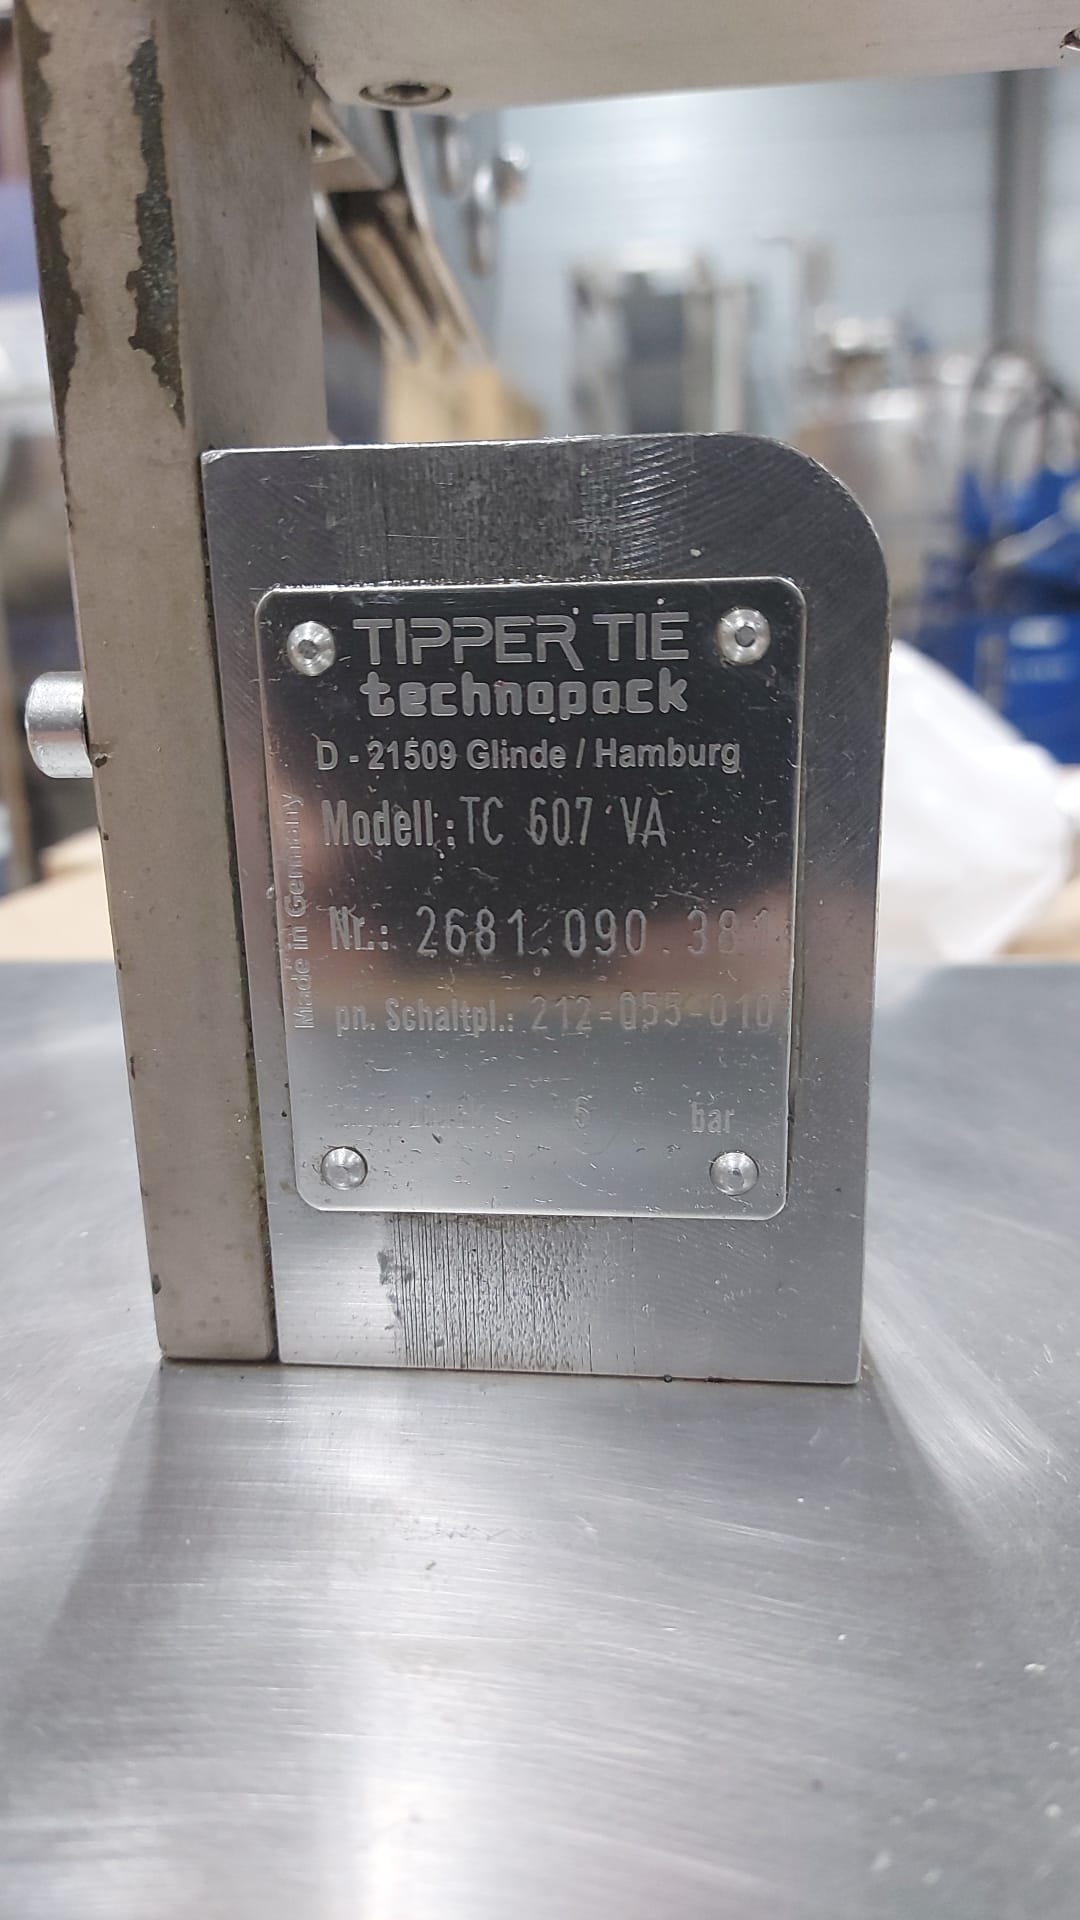 TIPPER TIE
technopack
D - 21509 Glinde / Hamburg
Modell: TC 607 VA
Nr.: 2681.090.381
pn. Schaltpl.: 212-055-010
6 bar
Made in Germany